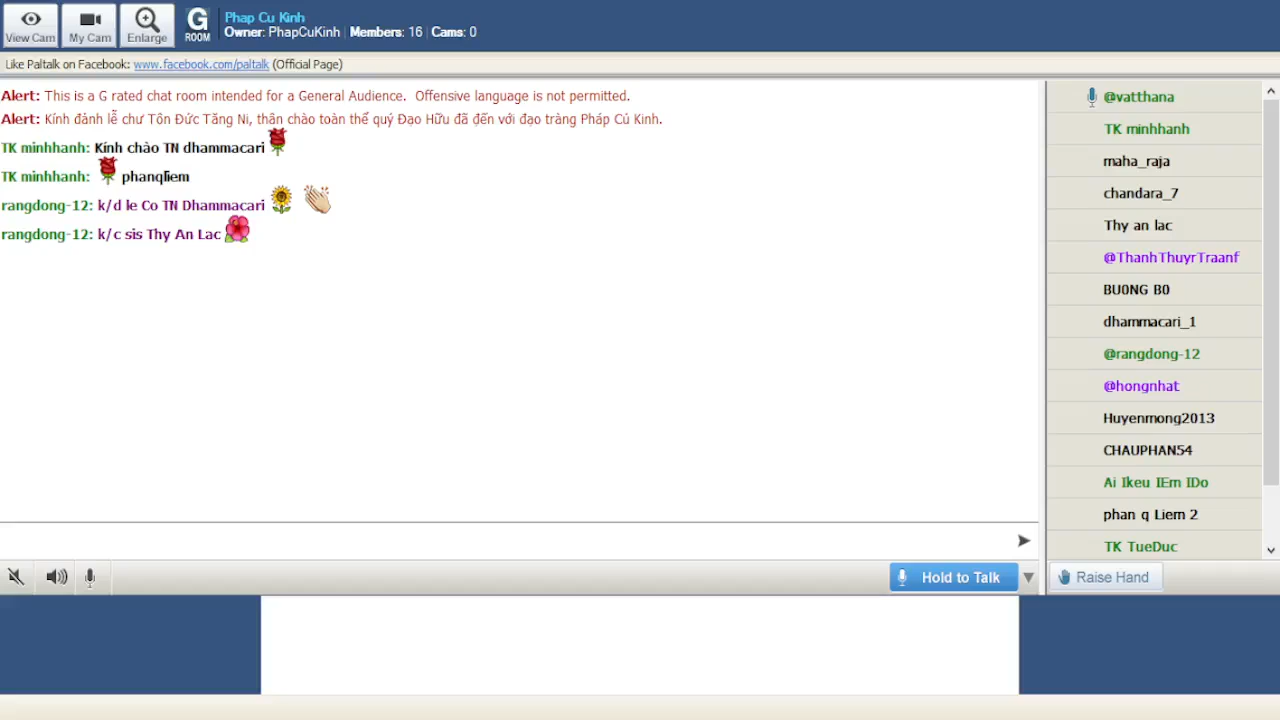 View Cam
My Cam
Enlarge
G
ROOM
Phap Cu Kinh
Owner: PhapCuKinh | Members: 16 | Cams: 0
Like Paltalk on Facebook: www.facebook.com/paltalk (Official Page)
Alert: This is a G rated chat room intended for a General Audience. Offensive language is not permitted.
Alert: Kính đảnh lễ chư Tôn Đức Tăng Ni, thân chào toàn thể quý Đạo Hữu đã đến với đạo tràng Pháp Cú Kinh.
TK minhhanh: Kính chào TN dhammacari
TK minhhanh: phanqliem
rangdong-12: k/d le Co TN Dhammacari
rangdong-12: k/c sis Thy An Lac
@vatthana
TK minhhanh
maha_raja
chandara_7
Thy an lac
@ThanhThuyrTraanf
BU0NG B0
dhammacari_1
@rangdong-12
@hongnhat
Huyenmong2013
CHAUPHAN54
Ai Ikeu IEm IDo
phan q Liem 2
TK TueDuc
Hold to Talk
Raise Hand